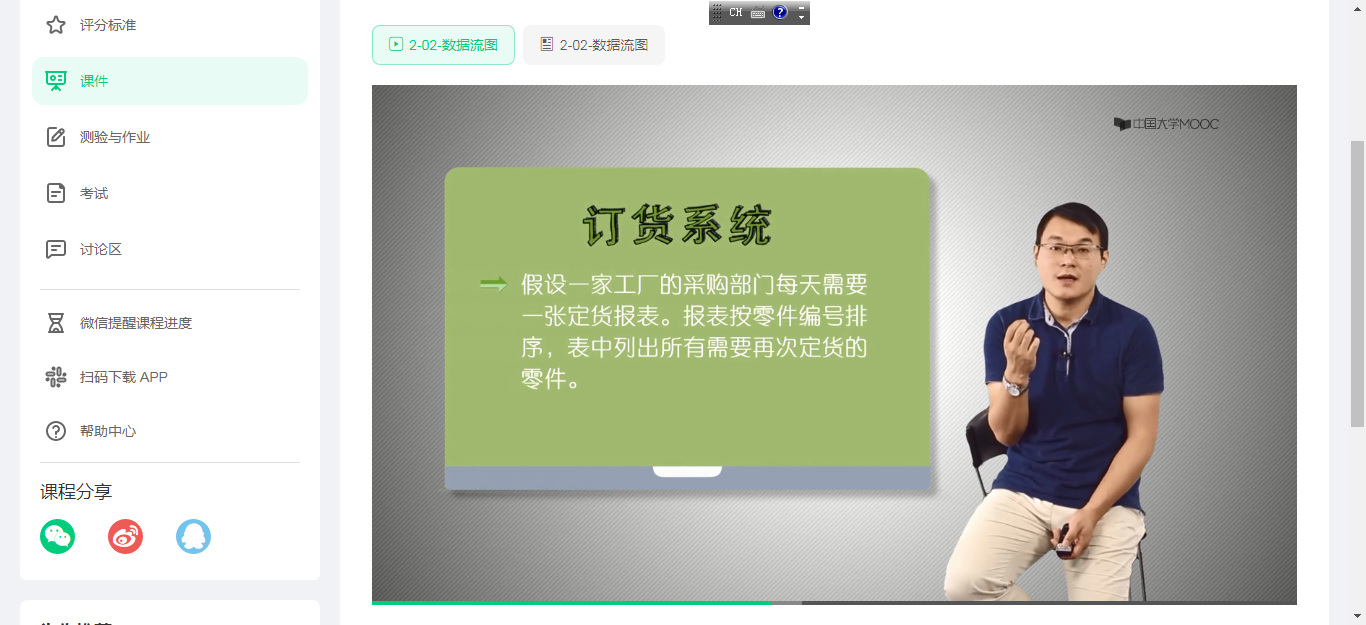 评分标准
课件
测验与作业
考试
讨论区
微信提醒课程进度
扫码下载 APP
帮助中心
课程分享
CH
2-02-数据流图
2-02-数据流图
中国大学MOOC
订货系统
假设一家工厂的采购部门每天需要
一张定货报表。报表按零件编号排
序，表中列出所有需要再次定货的
零件。